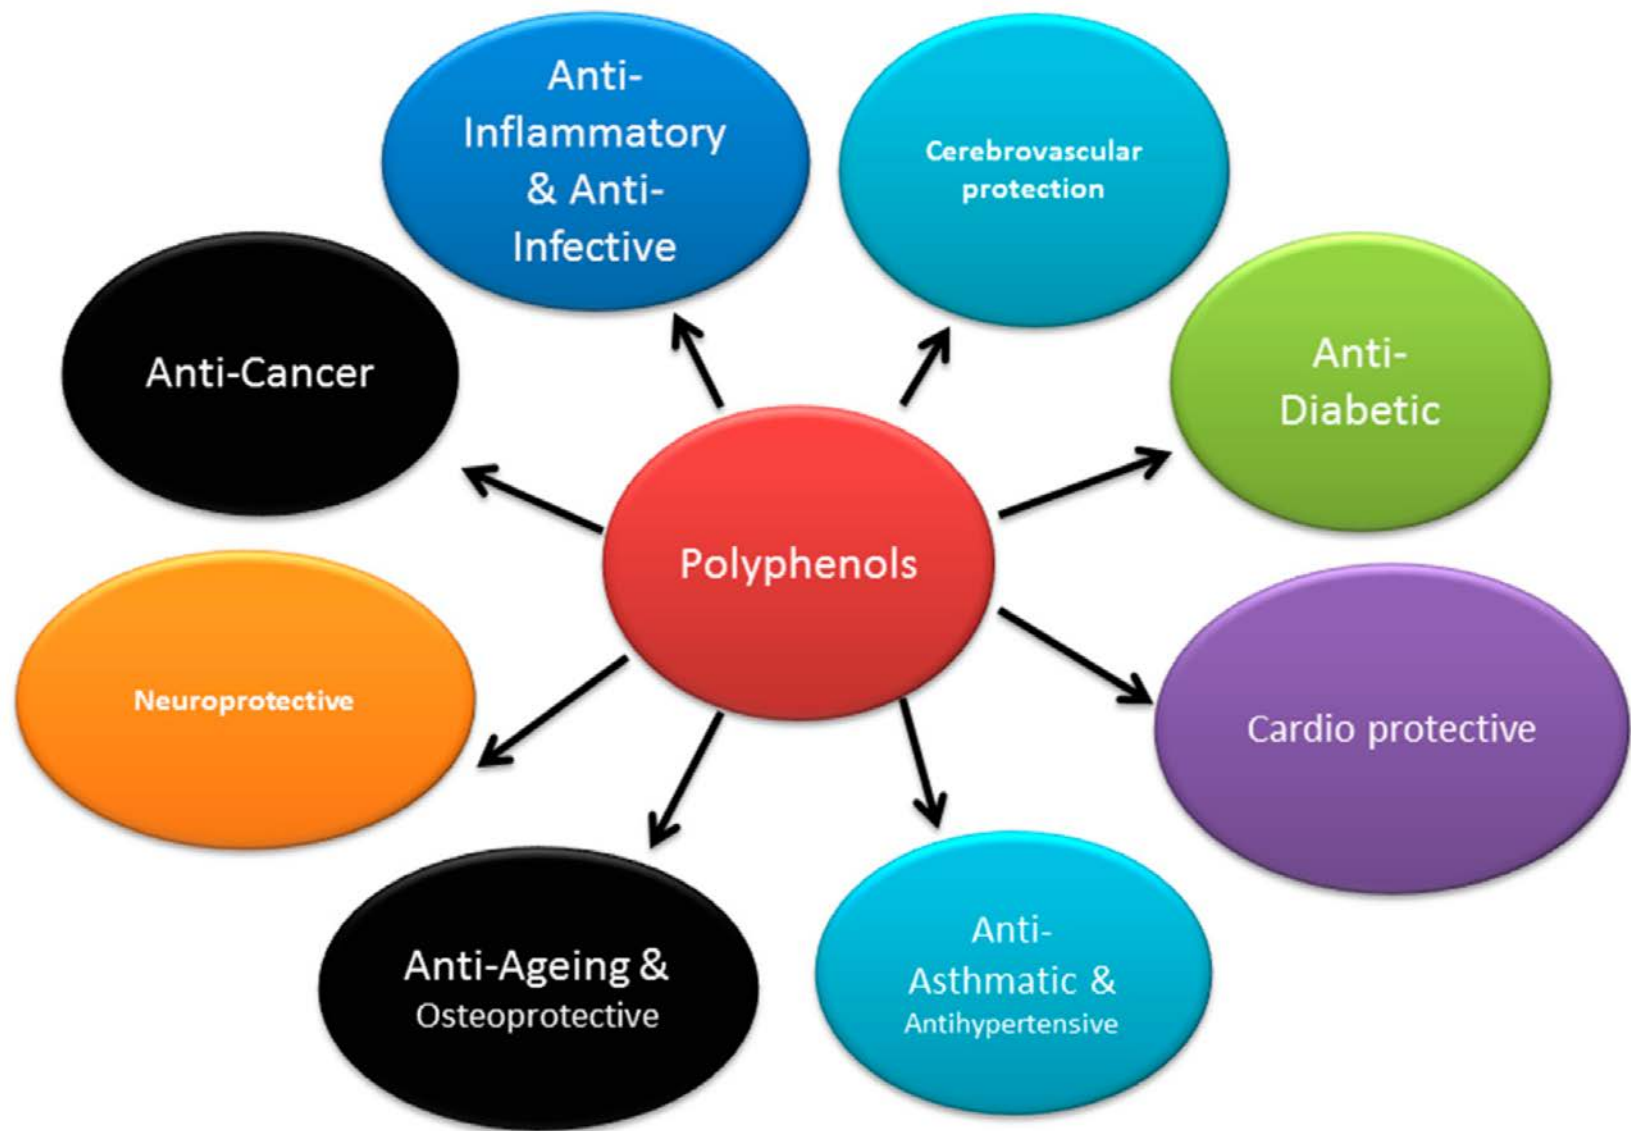 Anti-
Inflammatory
& Anti-
Infective
Cerebrovascular
protection
Anti-
Diabetic
Anti-Cancer
Polyphenols
Neuroprotective
Cardio protective
Anti-Ageing &
Osteoprotective
Anti-
Asthmatic &
Antihypertensive